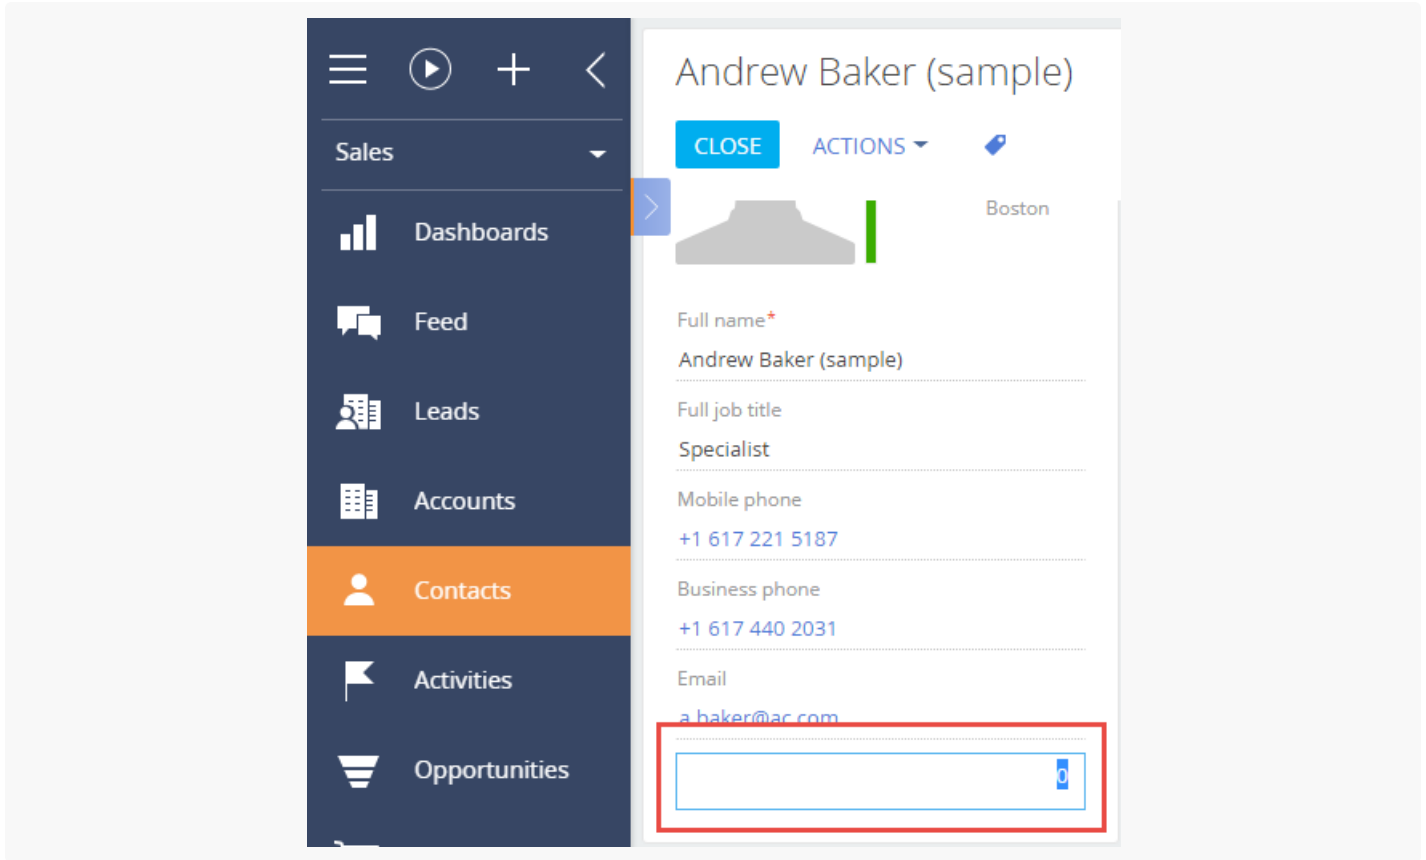 Sales
Dashboards
Feed
Leads
Accounts
Contacts
Activities
Opportunities
Andrew Baker (sample)
CLOSE ACTIONS
Boston
Full name*
Andrew Baker (sample)
Full job title
Specialist
Mobile phone
+1 617 221 5187
Business phone
+1 617 440 2031
Email
a.baker@ac.com
0